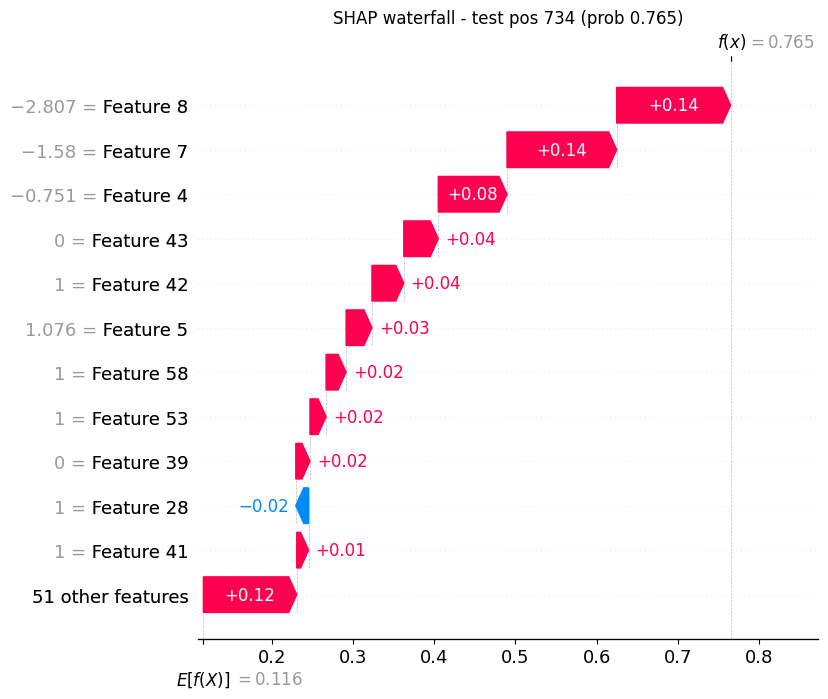 SHAP waterfall - test pos 734 (prob 0.765)
f(x) = 0.765
−2.807 = Feature 8 +0.14
−1.58 = Feature 7 +0.14
−0.751 = Feature 4 +0.08
0 = Feature 43 +0.04
1 = Feature 42 +0.04
1.076 = Feature 5 +0.03
1 = Feature 58 +0.02
1 = Feature 53 +0.02
0 = Feature 39 +0.02
1 = Feature 28 −0.02
1 = Feature 41 +0.01
51 other features +0.12
0.2 0.3 0.4 0.5 0.6 0.7 0.8
E[f(X)] = 0.116